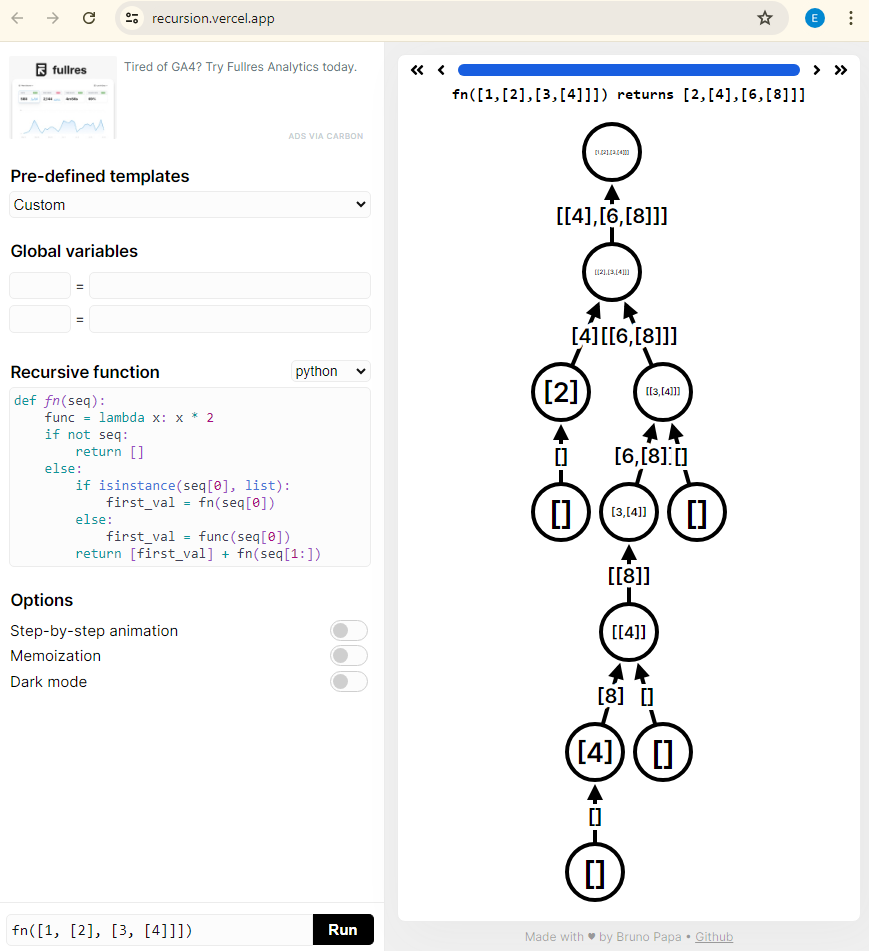 recursion.vercel.app
E
fullres
Tired of GA4? Try Fullres Analytics today.
ADS VIA CARBON
Pre-defined templates
Custom
Global variables
=
=
Recursive function
python
def fn(seq):
    func = lambda x: x * 2
    if not seq:
        return []
    else:
        if isinstance(seq[0], list):
            first_val = fn(seq[0])
        else:
            first_val = func(seq[0])
        return [first_val] + fn(seq[1:])
Options
Step-by-step animation
Memoization
Dark mode
fn([1, [2], [3, [4]]])
Run
fn([1,[2],[3,[4]]]) returns [2,[4],[6,[8]]]
[1,[2],[3,[4]]]
[[4],[6,[8]]]
[[2],[3,[4]]]
[4]
[[6,[8]]]
[2]
[[3,[4]]]
[]
[6,[8]]
[]
[]
[3,[4]]
[]
[[8]]
[[4]]
[8]
[]
[4]
[]
[]
[]
Made with ♥ by Bruno Papa • Github